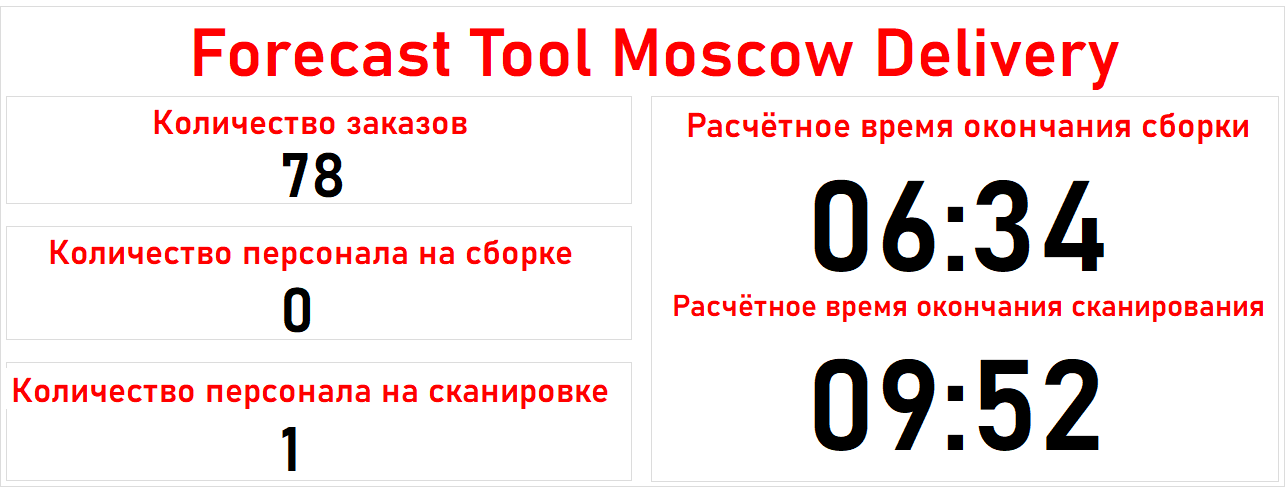 Forecast Tool Moscow Delivery
Количество заказов
78
Количество персонала на сборке
0
Количество персонала на сканировке
1
Расчётное время окончания сборки
06:34
Расчётное время окончания сканирования
09:52